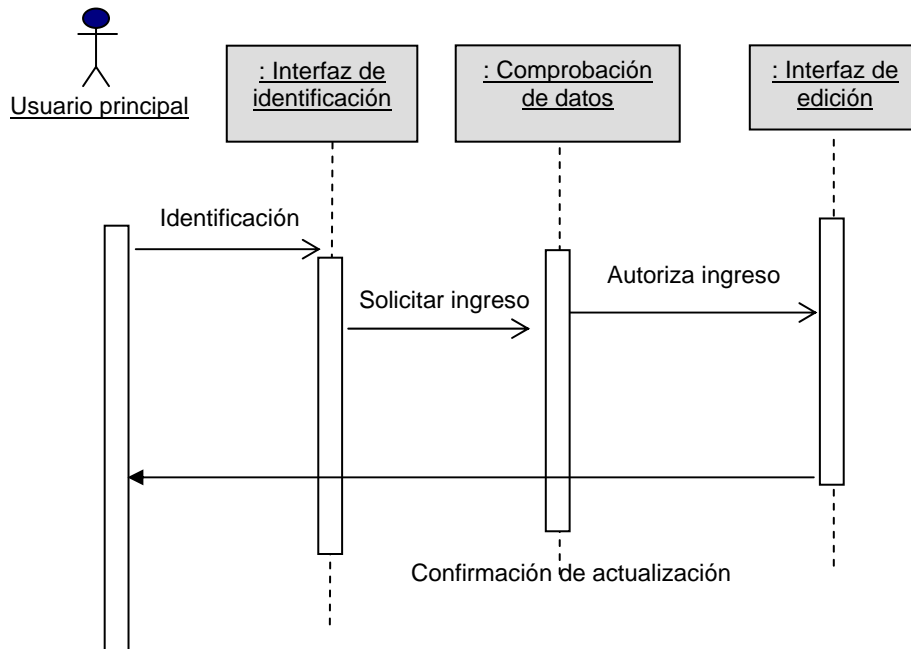 Usuario principal
: Interfaz de
identificación
: Comprobación
de datos
: Interfaz de
edición
Identificación
Solicitar ingreso
Autoriza ingreso
Confirmación de actualización